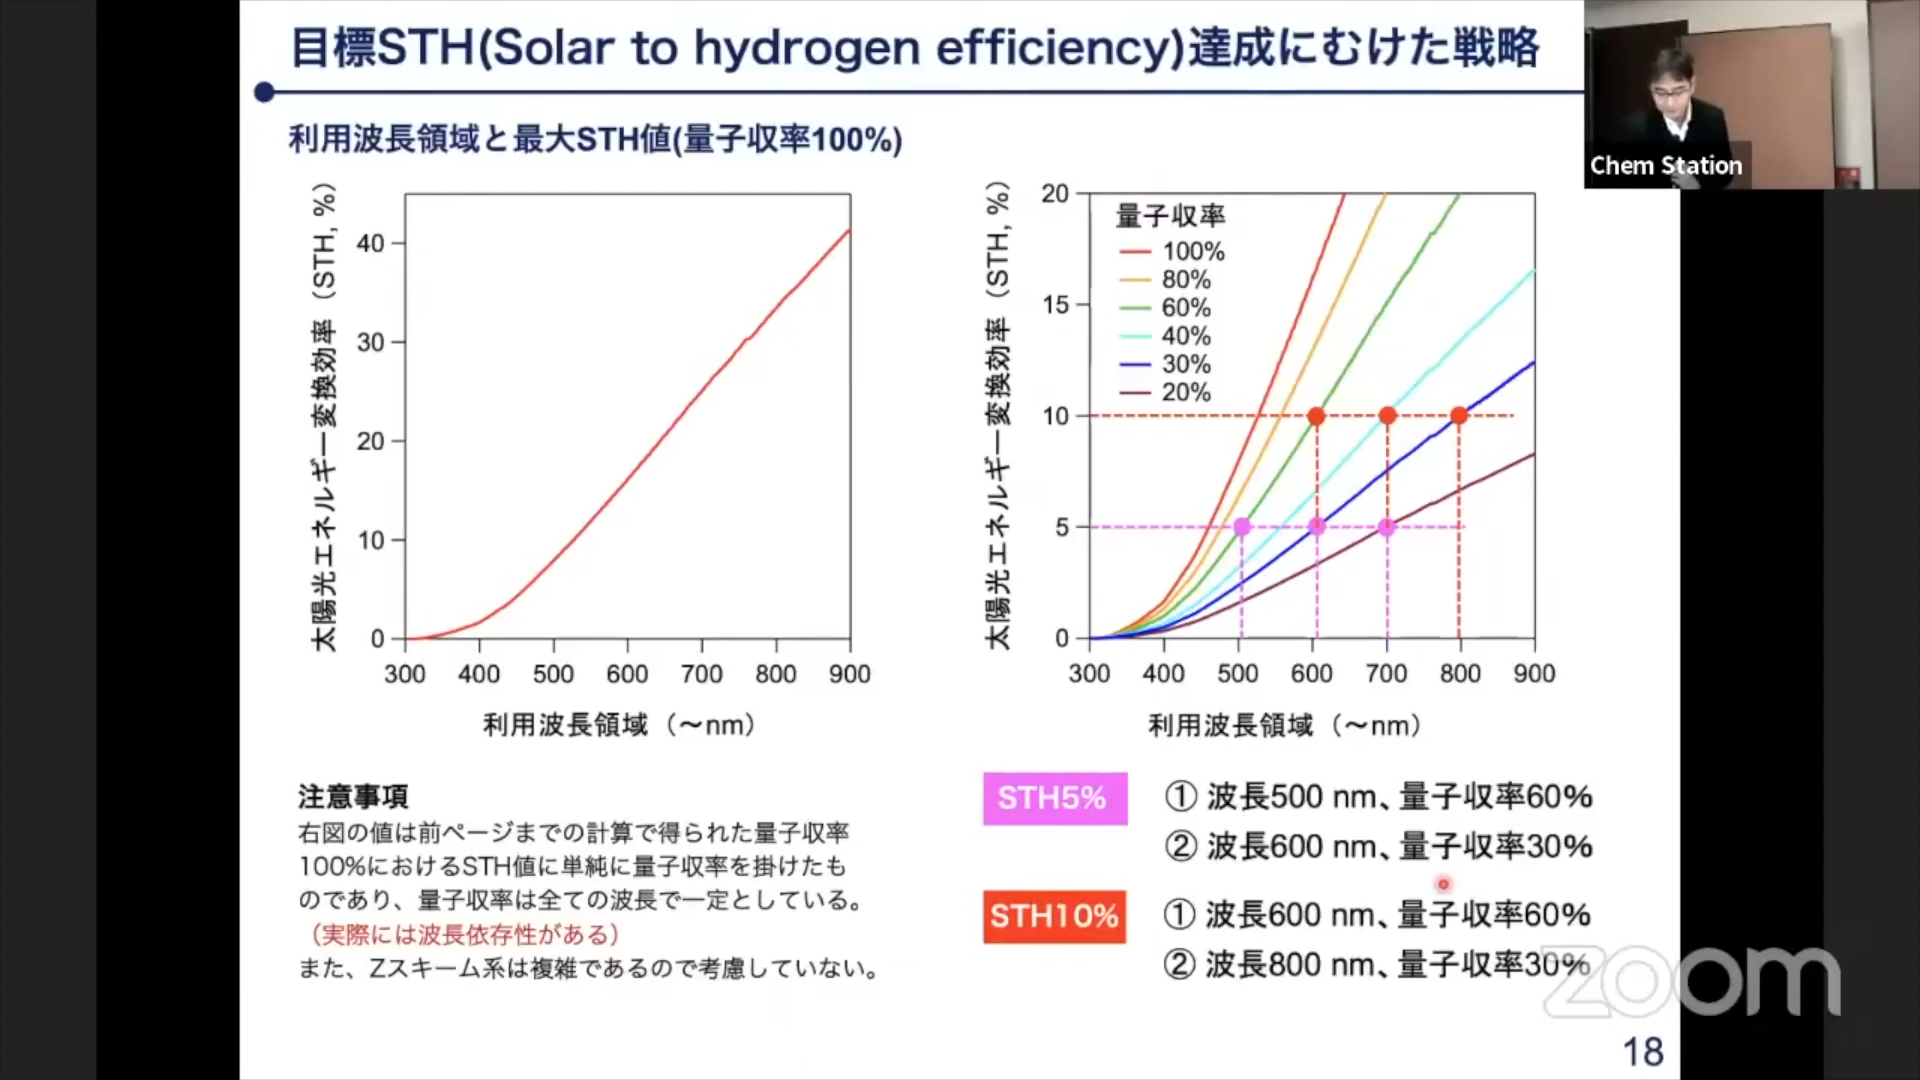 目標STH(Solar to hydrogen efficiency)達成にむけた戦略
Chem Station
利用波長領域と最大STH値(量子収率100%)
太陽光エネルギー変換効率（STH, %）
40
30
20
10
0
300 400 500 600 700 800 900
利用波長領域（〜nm）
太陽光エネルギー変換効率（STH, %）
20
15
10
5
0
量子収率
100%
80%
60%
40%
30%
20%
300 400 500 600 700 800 900
利用波長領域（〜nm）
注意事項
右図の値は前ページまでの計算で得られた量子収率
100%におけるSTH値に単純に量子収率を掛けたも
のであり、量子収率は全ての波長で一定としている。
（実際には波長依存性がある）
また、Zスキーム系は複雑であるので考慮していない。
STH5%
① 波長500 nm、量子収率60%
② 波長600 nm、量子収率30%
STH10%
① 波長600 nm、量子収率60%
② 波長800 nm、量子収率30%
zoom
18